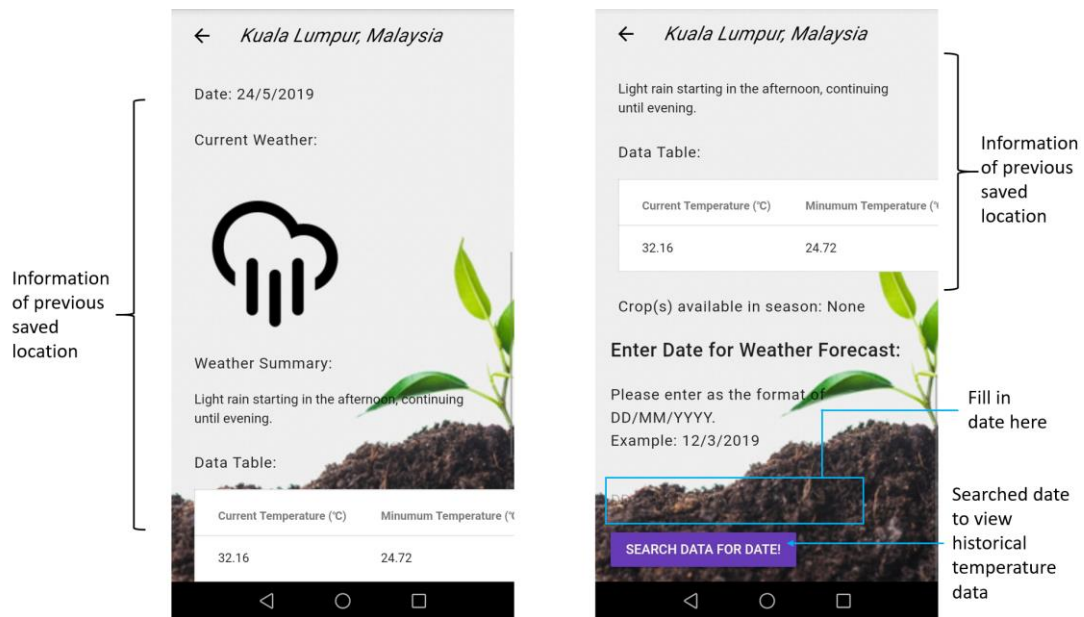 Information
of previous
saved
location
Kuala Lumpur, Malaysia
Date: 24/5/2019
Current Weather:
Weather Summary:
Light rain starting in the afternoon, continuing
until evening.
Data Table:
Current Temperature (℃) Minumum Temperature (℃
32.16 24.72
Kuala Lumpur, Malaysia
Light rain starting in the afternoon, continuing
until evening.
Data Table:
Current Temperature (℃) Minumum Temperature (℃
32.16 24.72
Crop(s) available in season: None
Enter Date for Weather Forecast:
Please enter as the format of
DD/MM/YYYY.
Example: 12/3/2019
SEARCH DATA FOR DATE!
Information
of previous
saved
location
Fill in
date here
Searched date
to view
historical
temperature
data